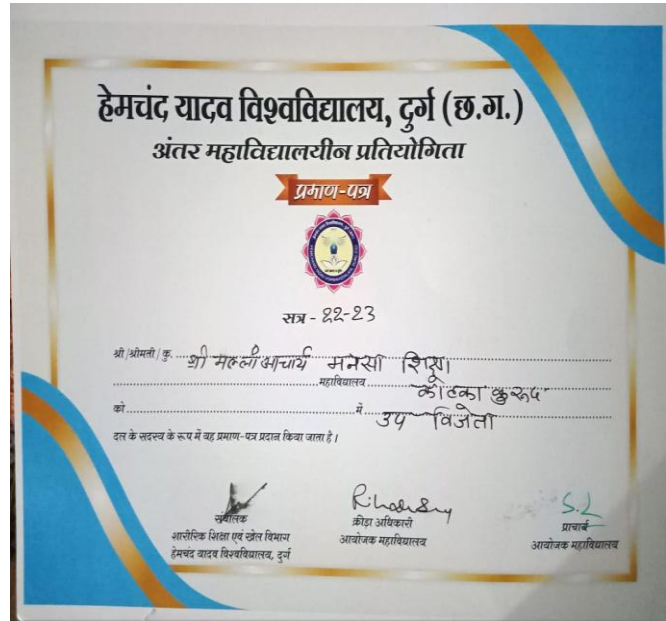 हेमचंद यादव विश्वविद्यालय, दुर्ग (छ.ग.)
अंतर महाविद्यालयीन प्रतियोगिता
प्रमाण-पत्र
सत्र - 22-23
श्री/श्रीमती/कु. श्री मल्ली आचार्य मनसा शिक्षा
महाविद्यालय कुरूद
को में उप विजेता
दल के सदस्य के रूप में यह प्रमाण-पत्र प्रदान किया जाता है।
संचालक
शारीरिक शिक्षा एवं खेल विभाग
हेमचंद यादव विश्वविद्यालय, दुर्ग
क्रीड़ा अधिकारी
आयोजक महाविद्यालय
प्राचार्य
आयोजक महाविद्यालय